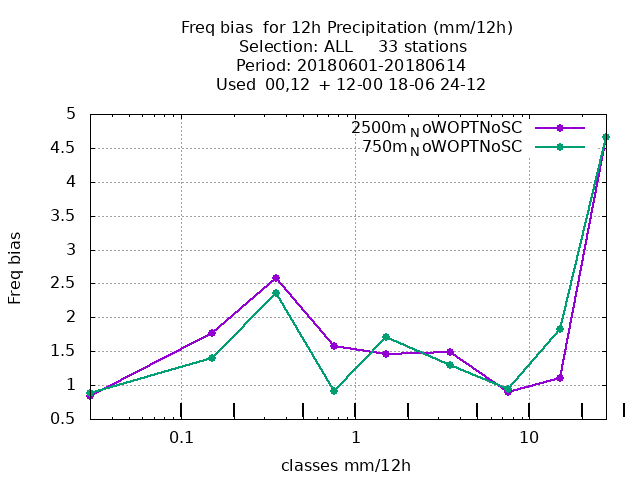 Freq bias  for 12h Precipitation (mm/12h)
Selection: ALL     33 stations
Period: 20180601-20180614
Used  00,12  + 12-00 18-06 24-12
2500m_NoWOPTNoSC
750m_NoWOPTNoSC
5
4.5
4
3.5
3
2.5
2
1.5
1
0.5
Freq bias
0.1 1 10
classes mm/12h